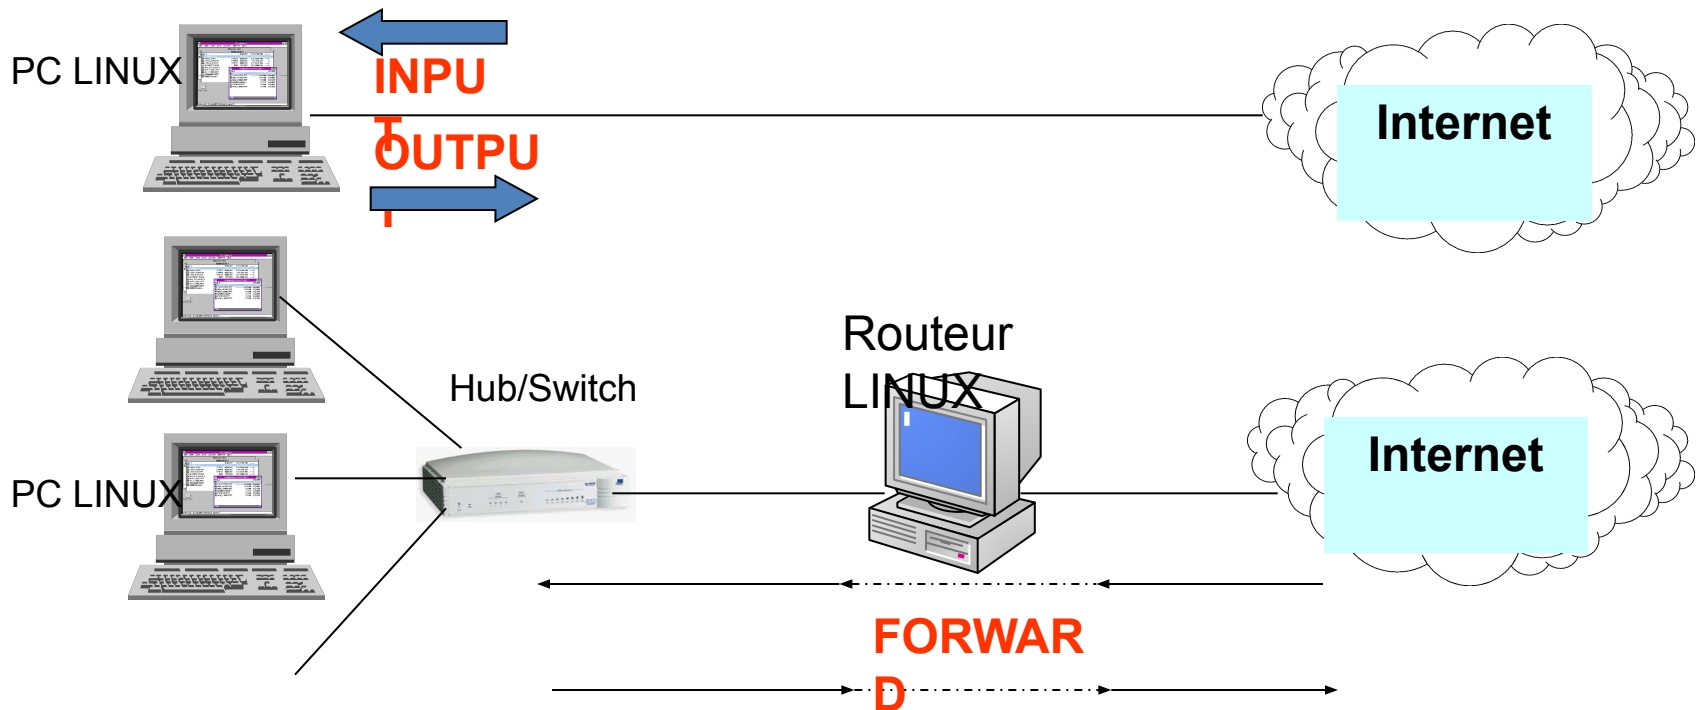 PC LINUX
INPU
T
OUTPU
T
Internet
Hub/Switch
Routeur
LINUX
Internet
PC LINUX
FORWAR
D